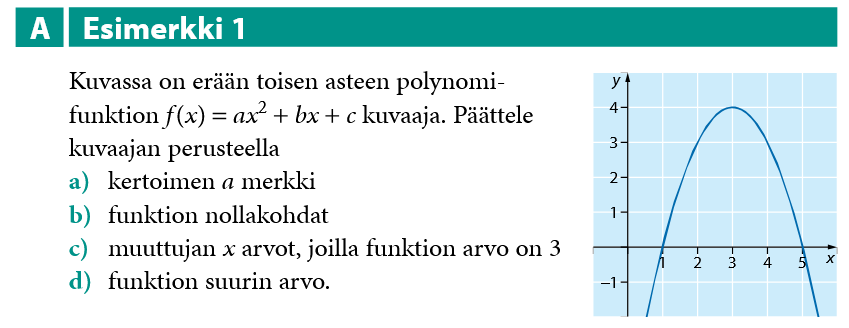 A Esimerkki 1
Kuvassa on erään toisen asteen polynomi-
funktion f(x) = ax² + bx + c kuvaaja. Päättele
kuvaajan perusteella
a) kertoimen a merkki
b) funktion nollakohdat
c) muuttujan x arvot, joilla funktion arvo on 3
d) funktion suurin arvo.
y
4
3
2
1
1 2 3 4 5 x
−1